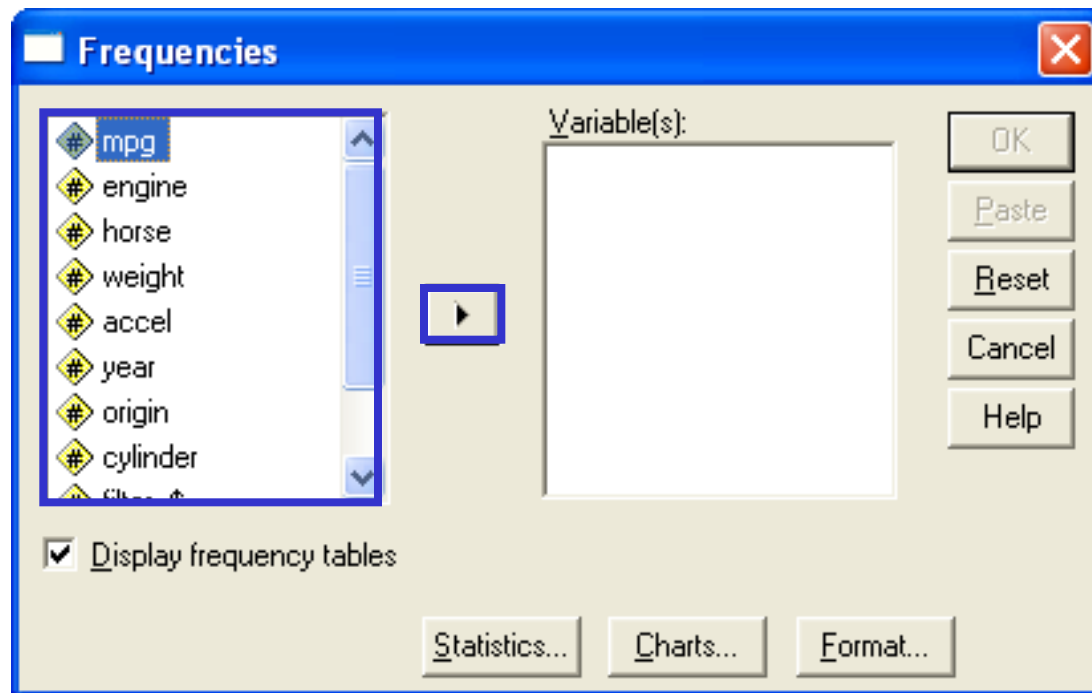 Frequencies
mpg
engine
horse
weight
accel
year
origin
cylinder
Variable(s):
OK
Paste
Reset
Cancel
Help
Display frequency tables
Statistics... Charts... Format...